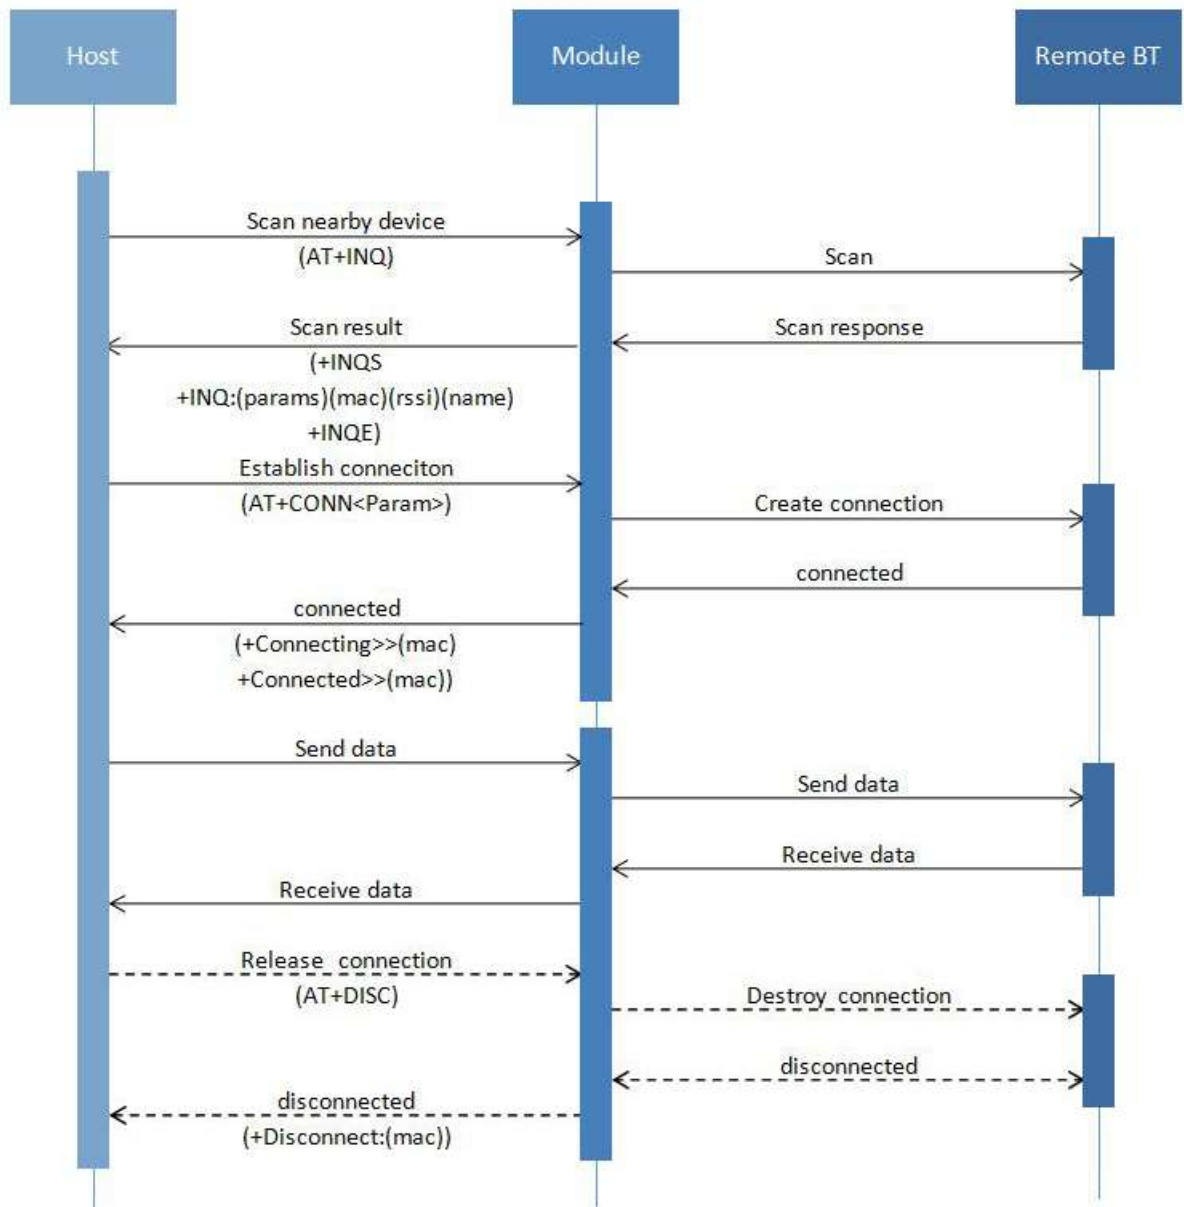 Host
Module
Remote BT
Scan nearby device
(AT+INQ)
Scan
Scan result
Scan response
(+INQS
+INQ:(params)(mac)(rssi)(name)
+INQE)
Establish conneciton
(AT+CONN<Param>)
Create connection
connected
connected
(+Connecting>>(mac)
+Connected>>(mac))
Send data
Send data
Receive data
Receive data
Release connection
(AT+DISC)
Destroy connection
disconnected
disconnected
(+Disconnect:(mac))